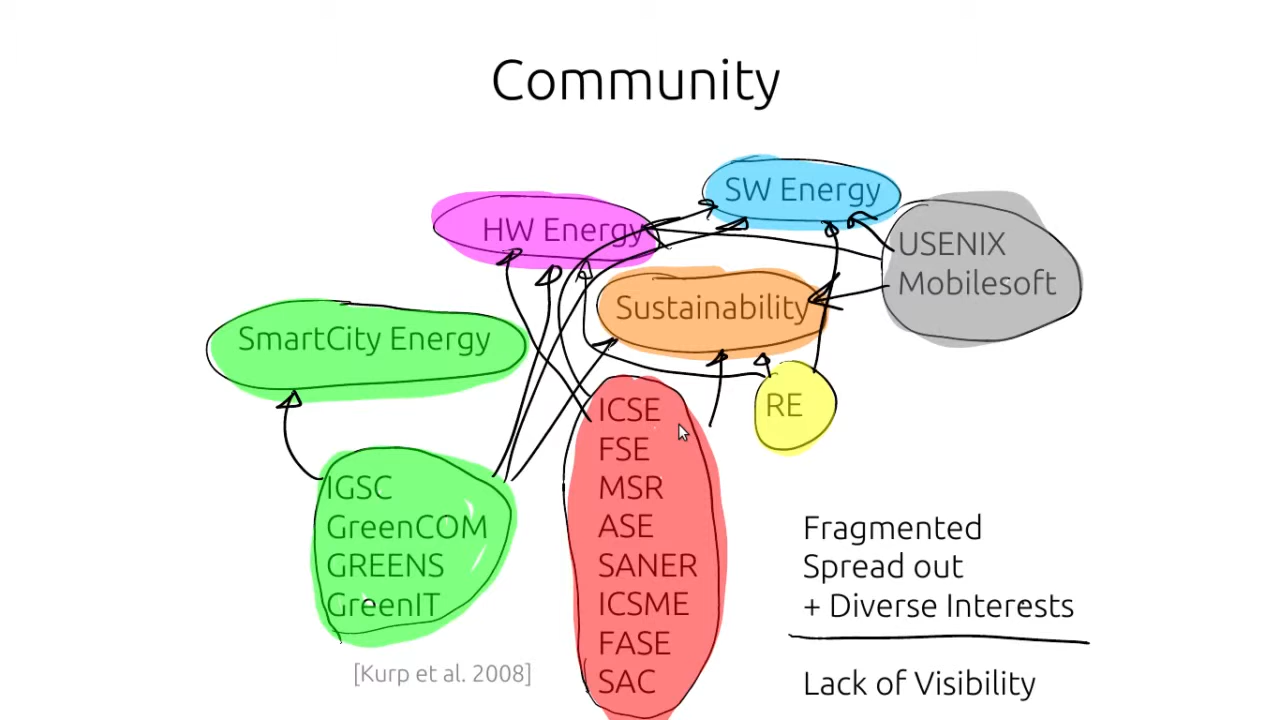 Community
SW Energy
HW Energy
USENIX
Mobilesoft
Sustainability
SmartCity Energy
RE
ICSE
FSE
MSR
ASE
SANER
ICSME
FASE
SAC
IGSC
GreenCOM
GREENS
GreenIT
[Kurp et al. 2008]
Fragmented
Spread out
+ Diverse Interests
Lack of Visibility